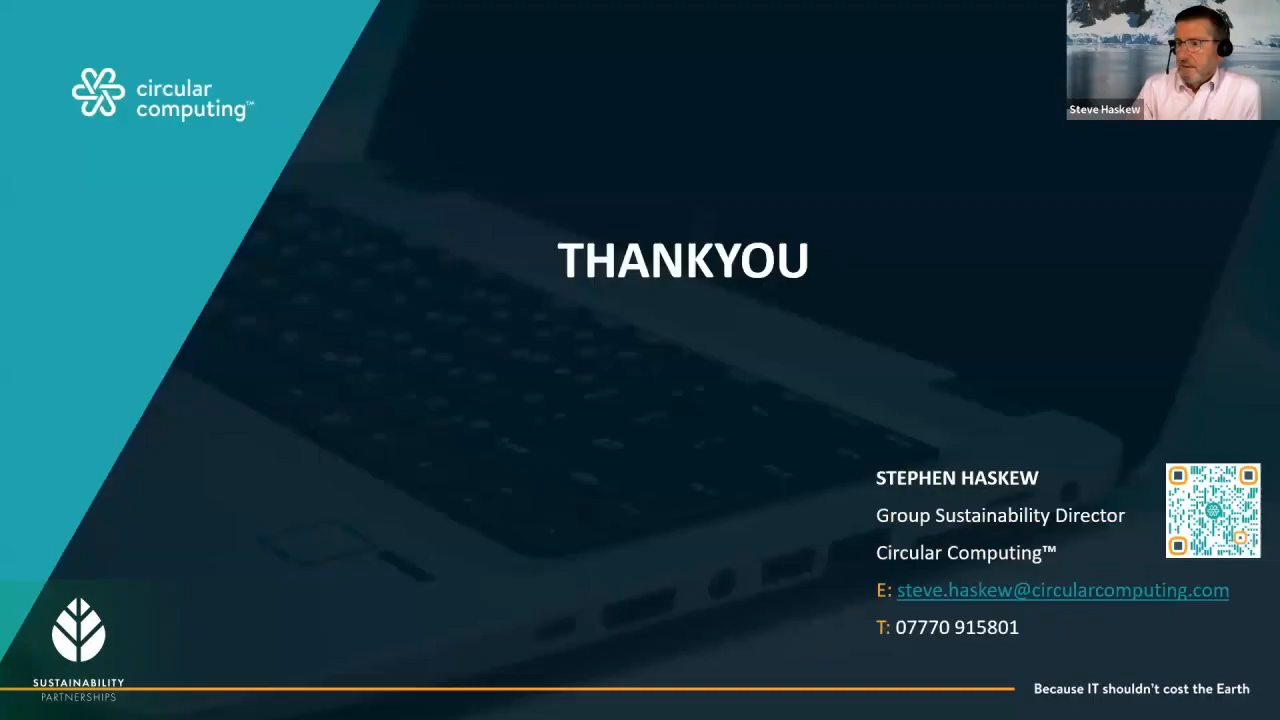 circular
computing™
Steve Haskew
THANKYOU
STEPHEN HASKEW
Group Sustainability Director
Circular Computing™
E: steve.haskew@circularcomputing.com
T: 07770 915801
SUSTAINABILITY
PARTNERSHIPS
Because IT shouldn't cost the Earth